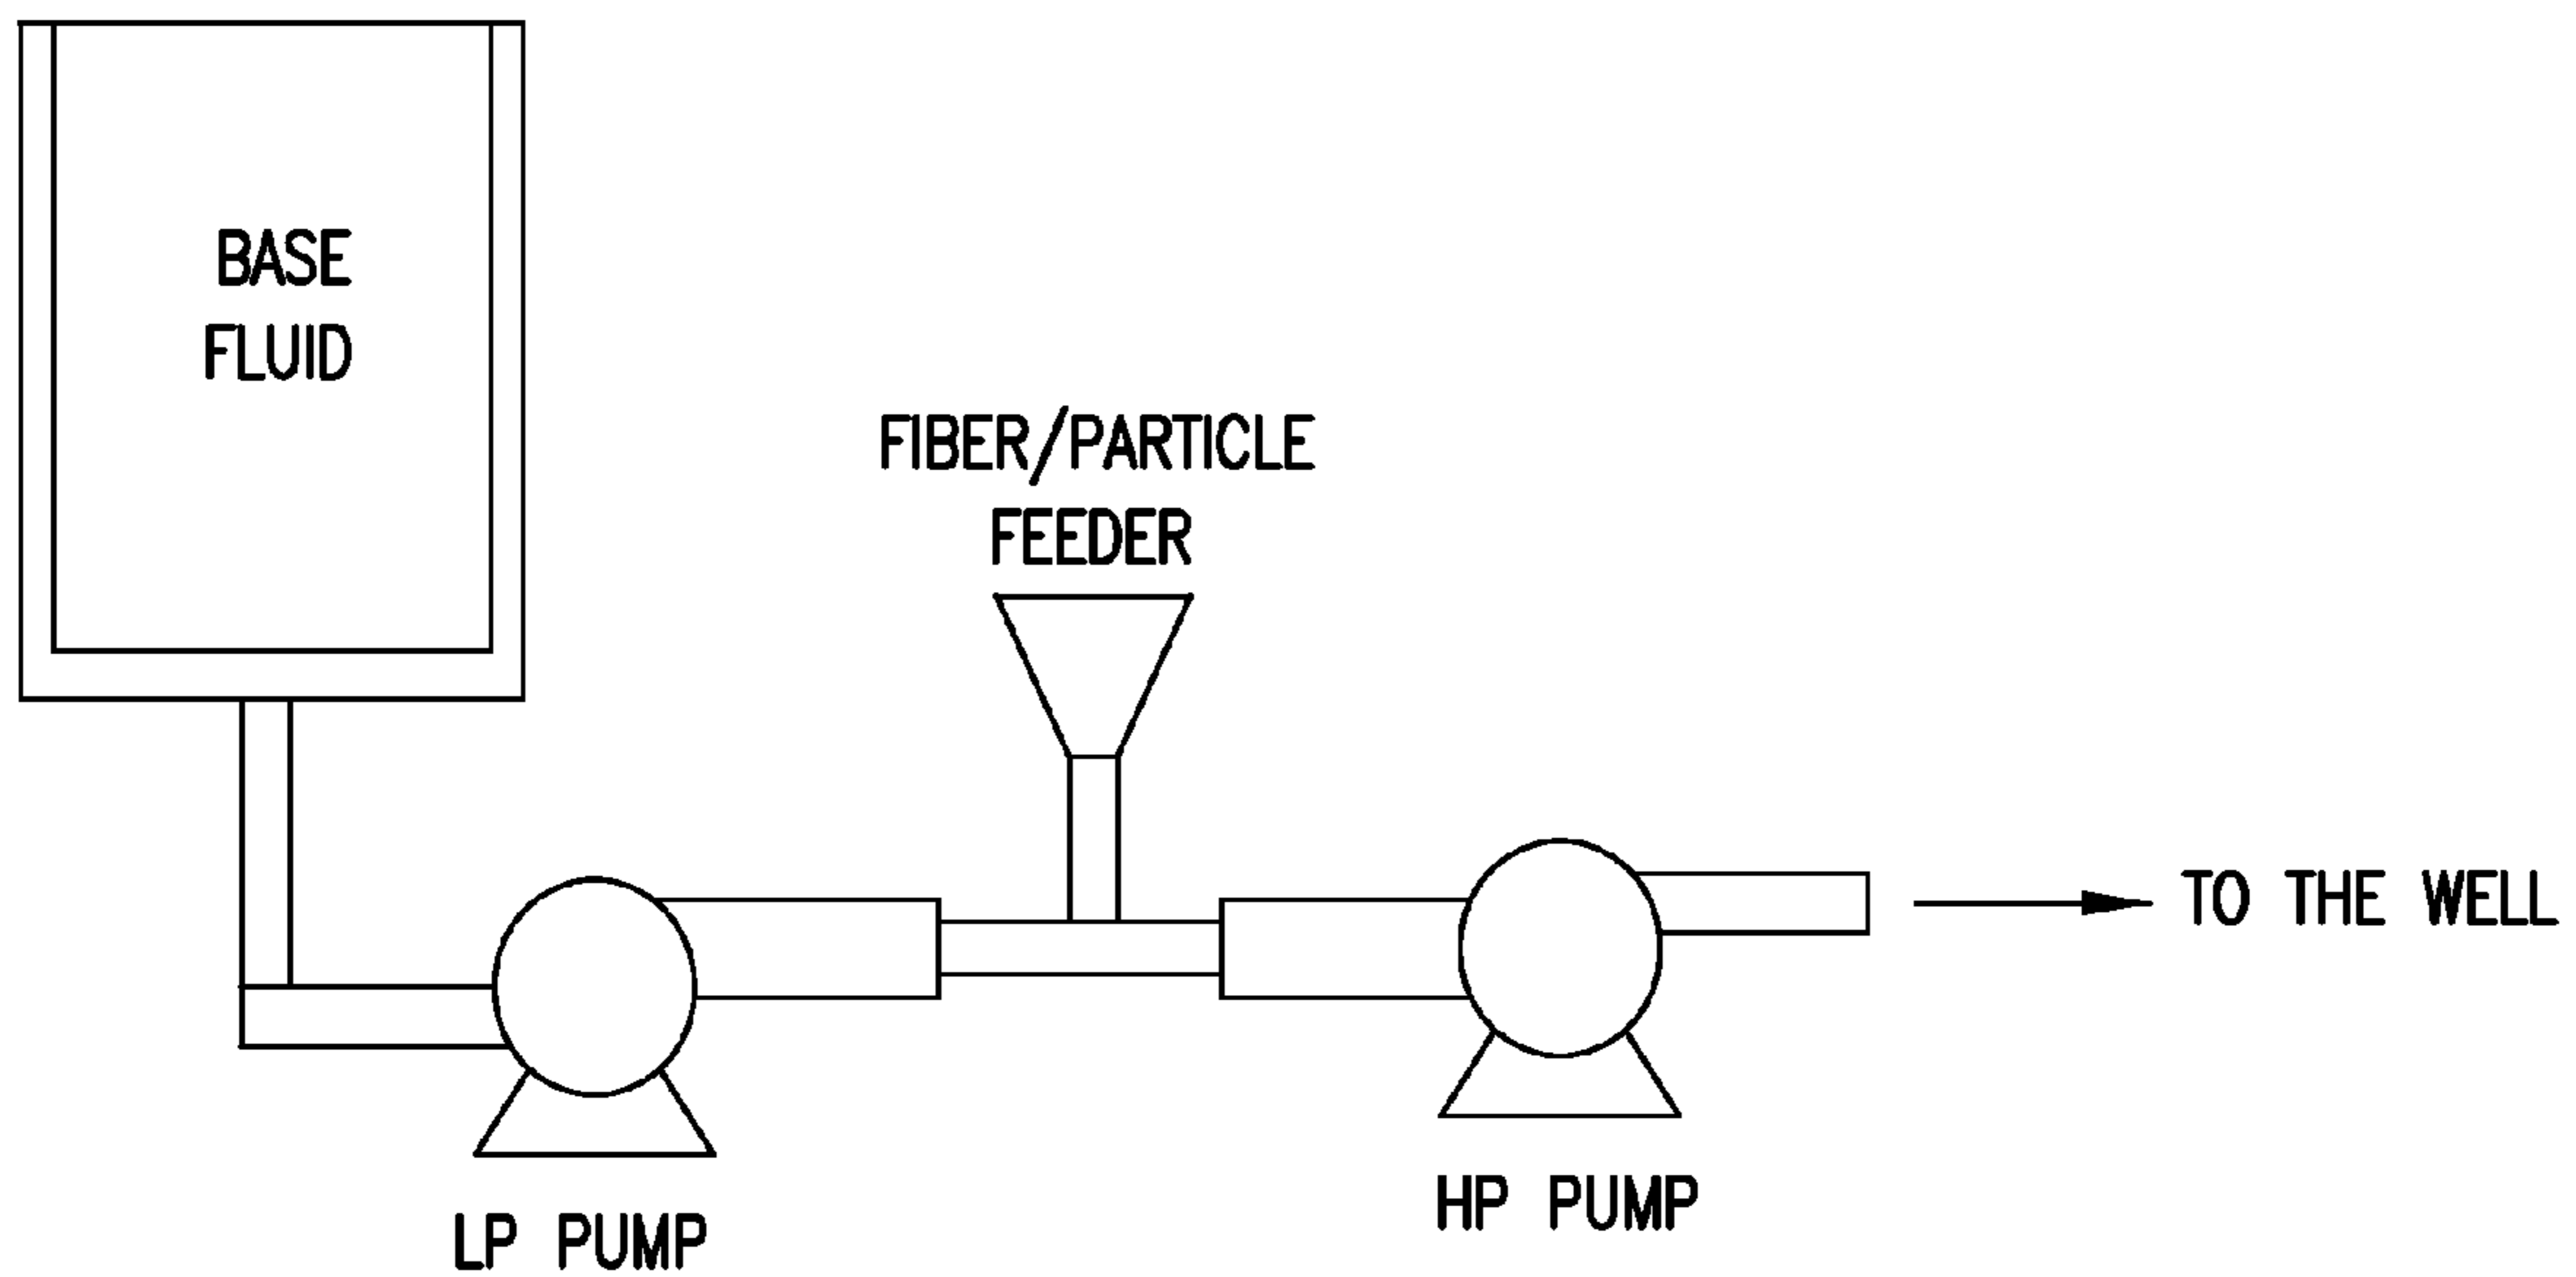 BASE
FLUID
FIBER/PARTICLE
FEEDER
TO THE WELL
HP PUMP
LP PUMP